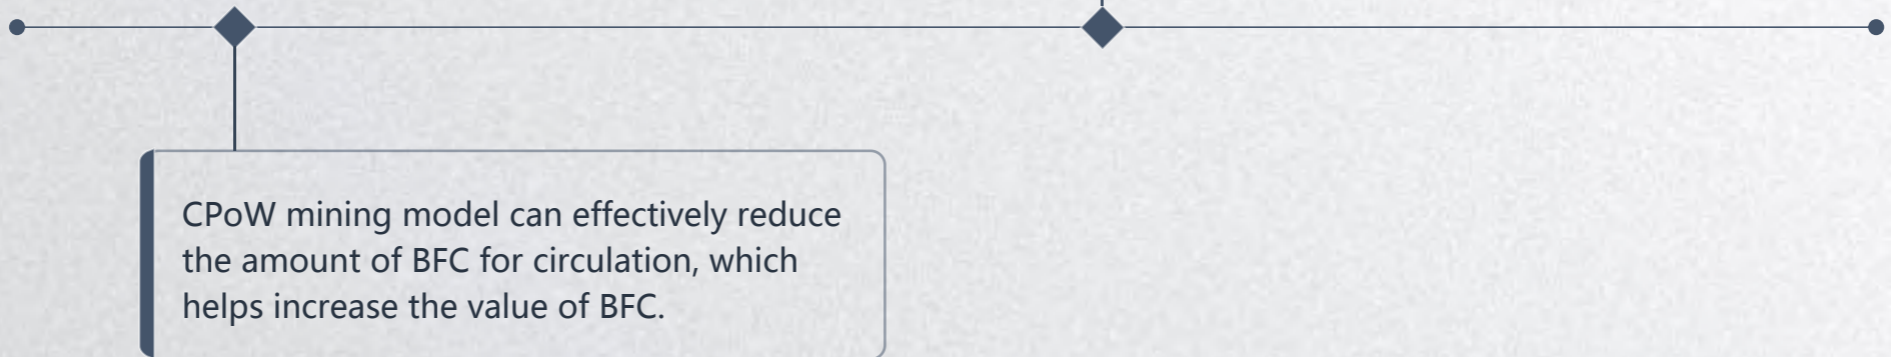 CPoW mining model can effectively reduce
the amount of BFC for circulation, which
helps increase the value of BFC.